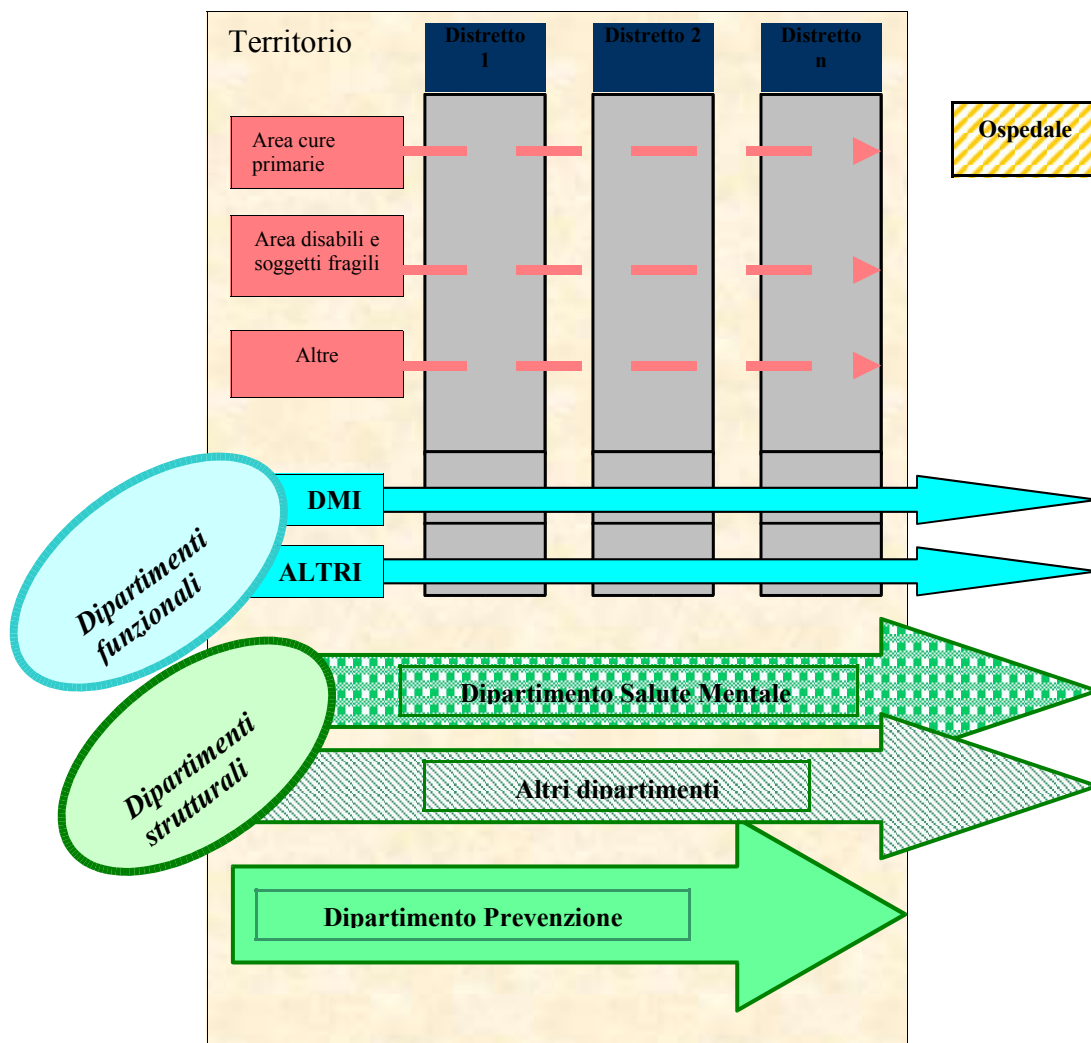 Territorio
Distretto
1
Distretto 2
Distretto
n
Ospedale
Area cure
primarie
Area disabili e
soggetti fragili
Altre
DMI
ALTRI
Dipartimenti
funzionali
Dipartimento Salute Mentale
Dipartimenti
strutturali
Altri dipartimenti
Dipartimento Prevenzione